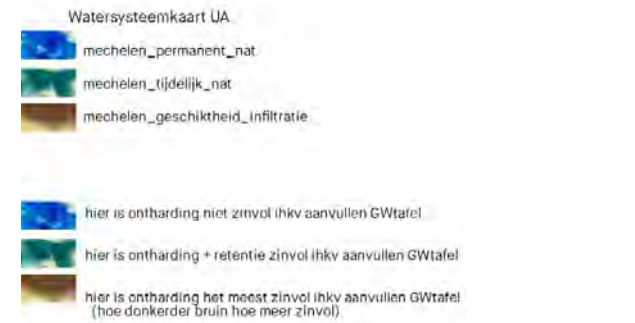 Watersysteemkaart UA
mechelen_permanent_nat
mechelen_tijdelijk_nat
mechelen_geschiktheid_infiltratie
hier is ontharding niet zinvol ihkv aanvullen GWtafel
hier is ontharding + retentie zinvol ihkv aanvullen GWtafel
hier is ontharding het meest zinvol ihkv aanvullen GWtafel
(hoe donkerder bruin hoe meer zinvol)